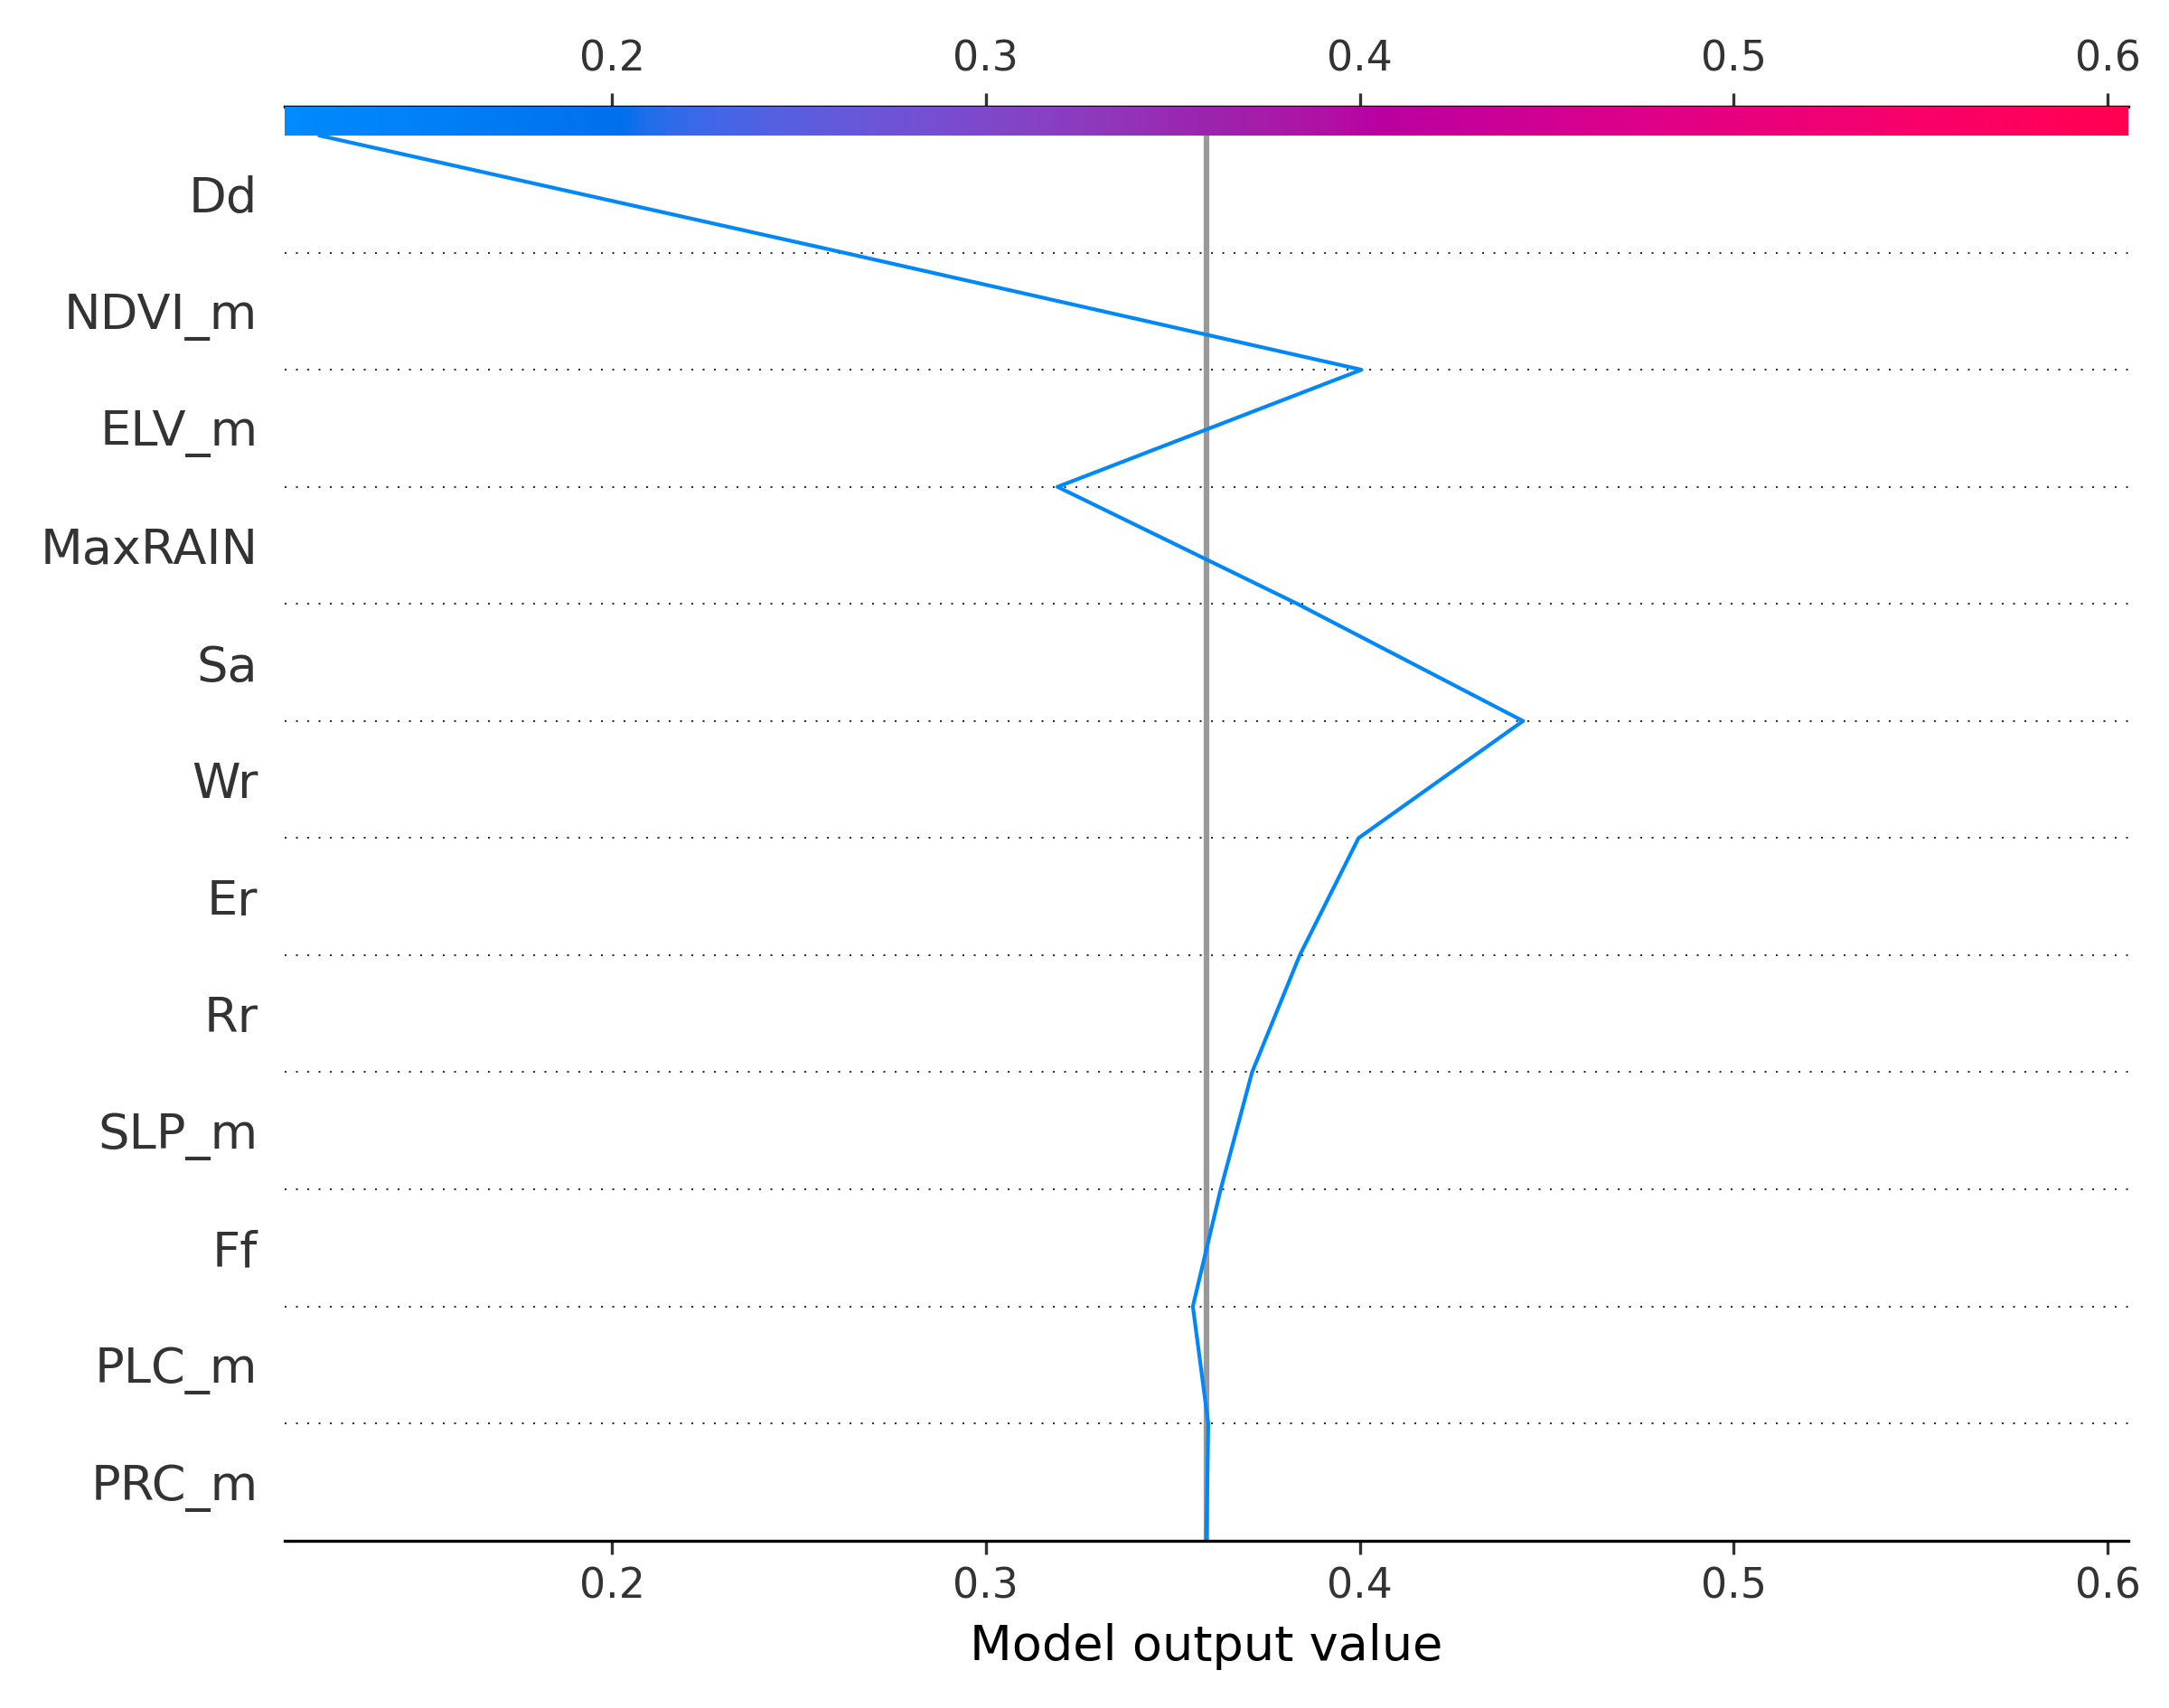 0.2 0.3 0.4 0.5 0.6
Dd
NDVI_m
ELV_m
MaxRAIN
Sa
Wr
Er
Rr
SLP_m
Ff
PLC_m
PRC_m
0.2 0.3 0.4 0.5 0.6
Model output value